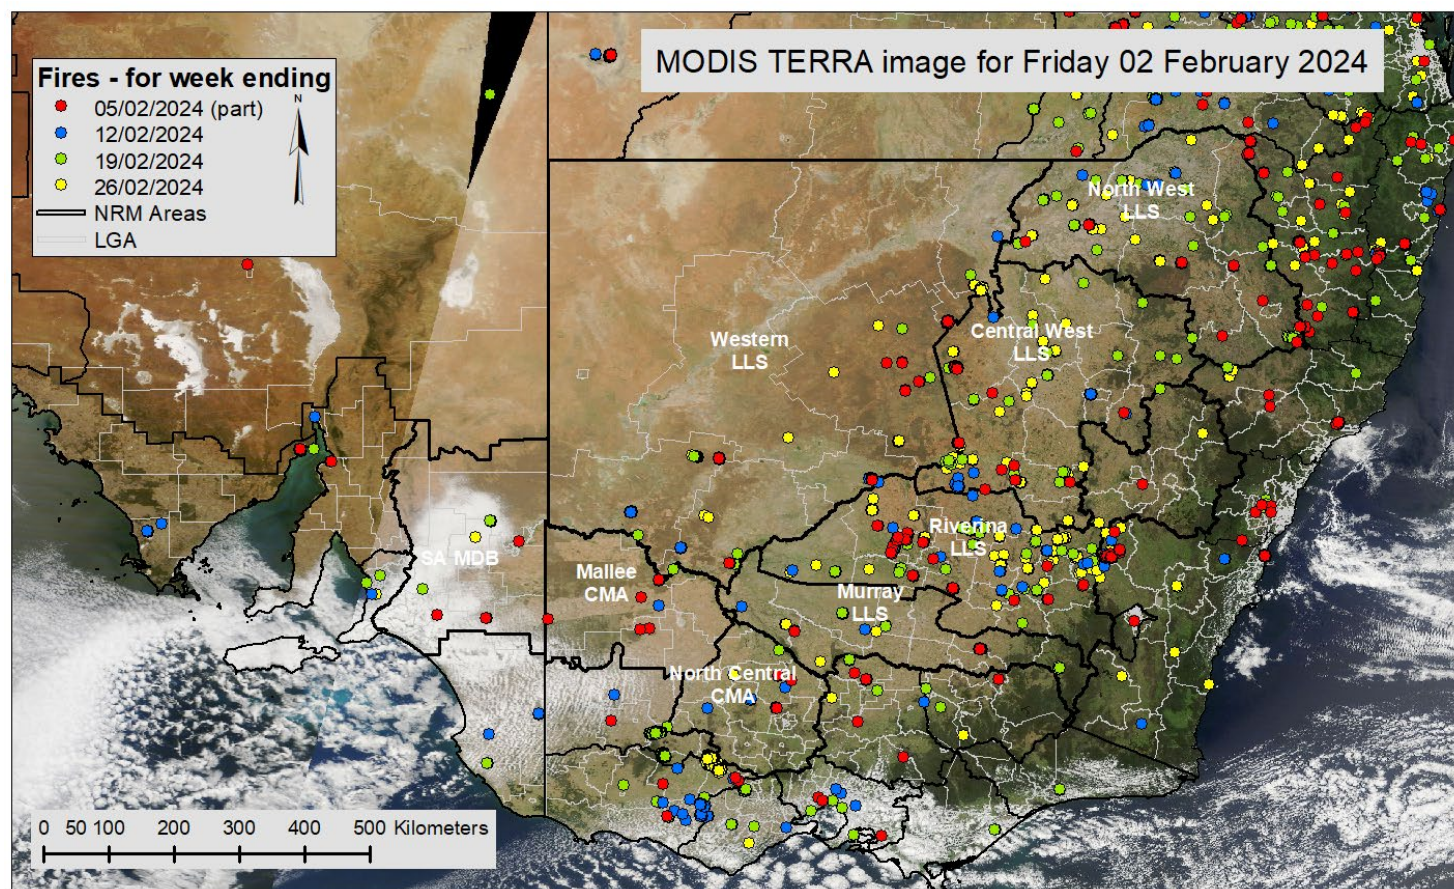 MODIS TERRA image for Friday 02 February 2024
Fires - for week ending
05/02/2024 (part)
12/02/2024
19/02/2024
26/02/2024
NRM Areas
LGA
N
North West
LLS
Western
LLS
Central West
LLS
Riverina
LLS
SA MDB
Mallee
CMA
Murray
LLS
North Central
CMA
0 50 100 200 300 400 500 Kilometers